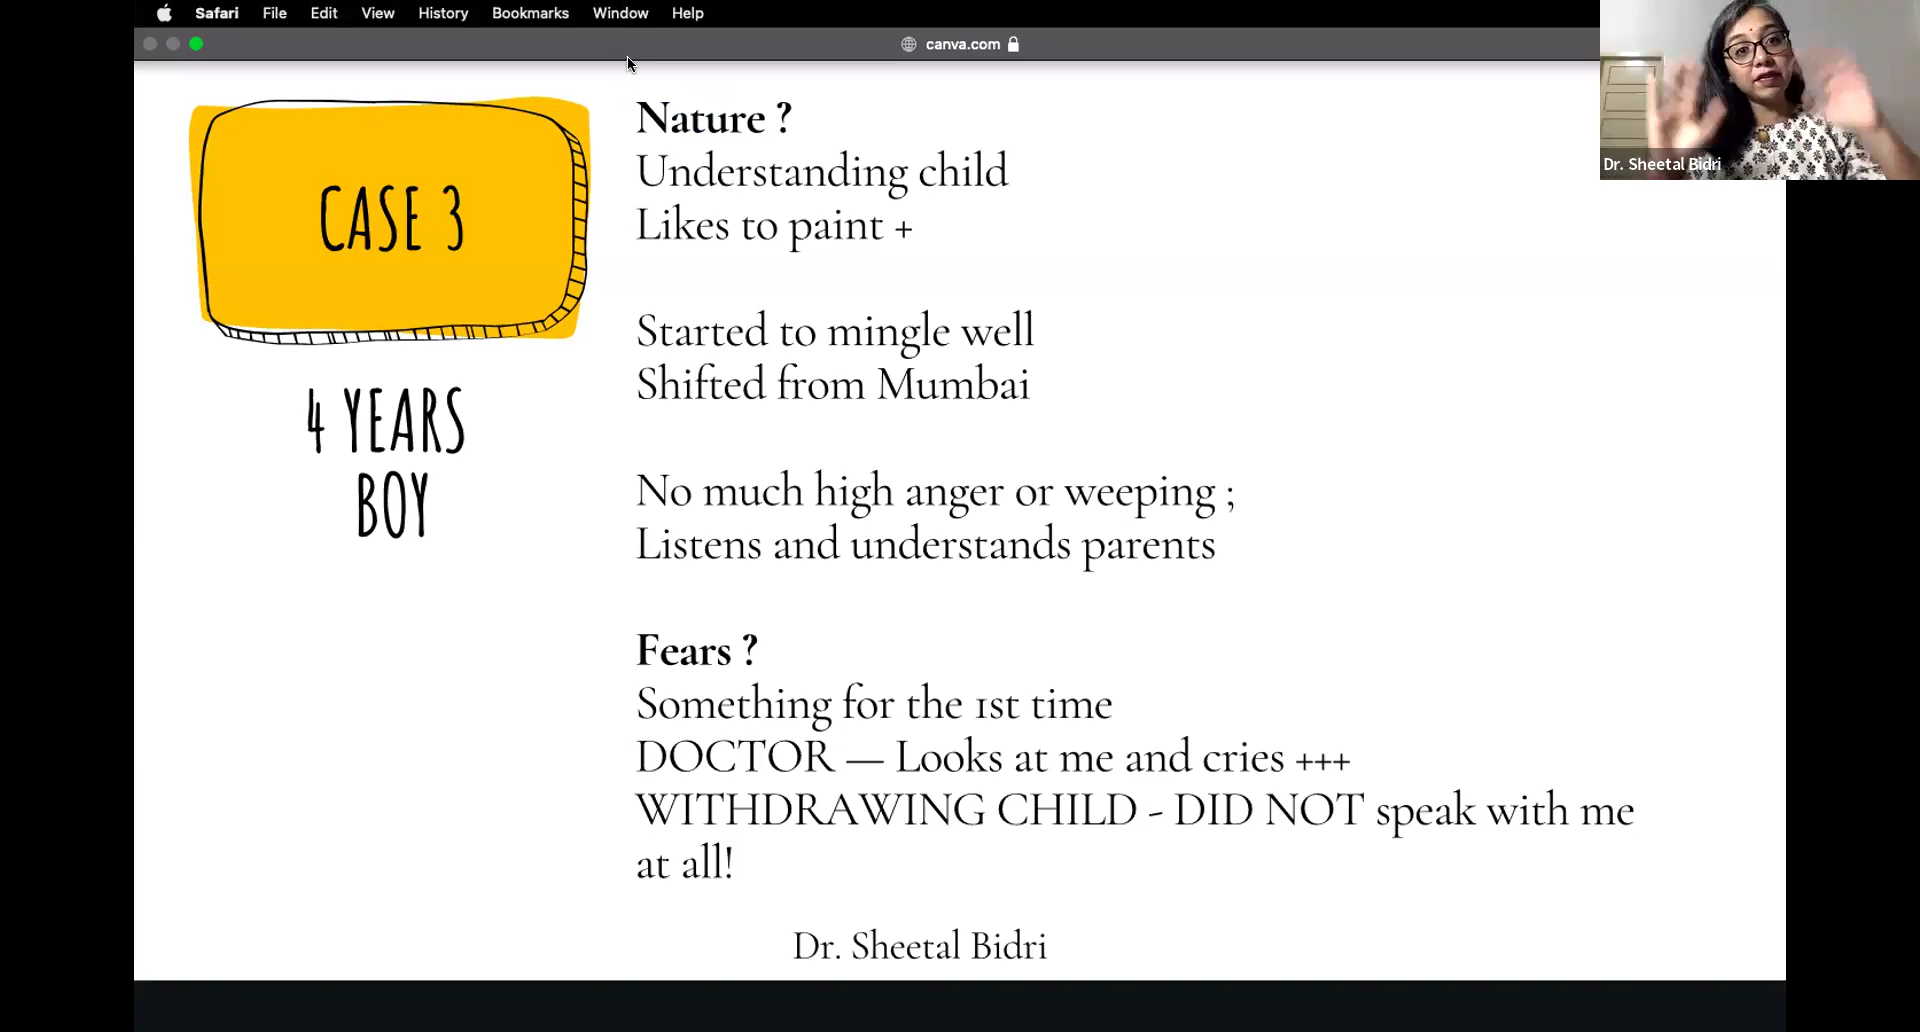 Safari File Edit View History Bookmarks Window Help
canva.com
Dr. Sheetal Bidri
CASE 3
4 YEARS
BOY
Nature ?
Understanding child
Likes to paint +
Started to mingle well
Shifted from Mumbai
No much high anger or weeping ;
Listens and understands parents
Fears ?
Something for the 1st time
DOCTOR — Looks at me and cries +++
WITHDRAWING CHILD - DID NOT speak with me
at all!
Dr. Sheetal Bidri